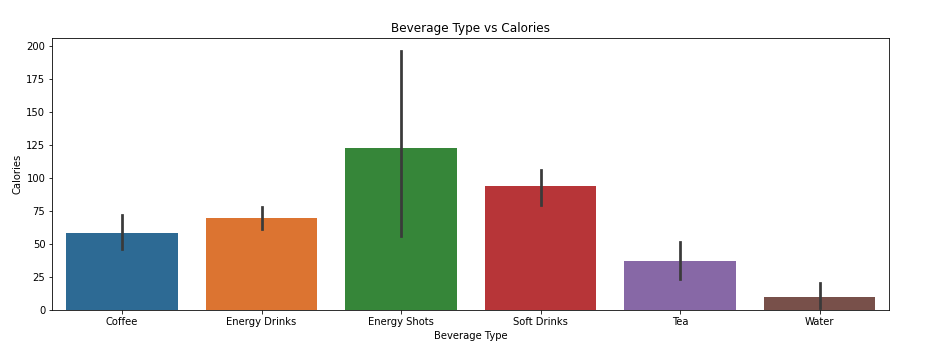 Beverage Type vs Calories
200
175
150
125
100
75
50
25
0
Calories
Coffee Energy Drinks Energy Shots Soft Drinks Tea Water
Beverage Type